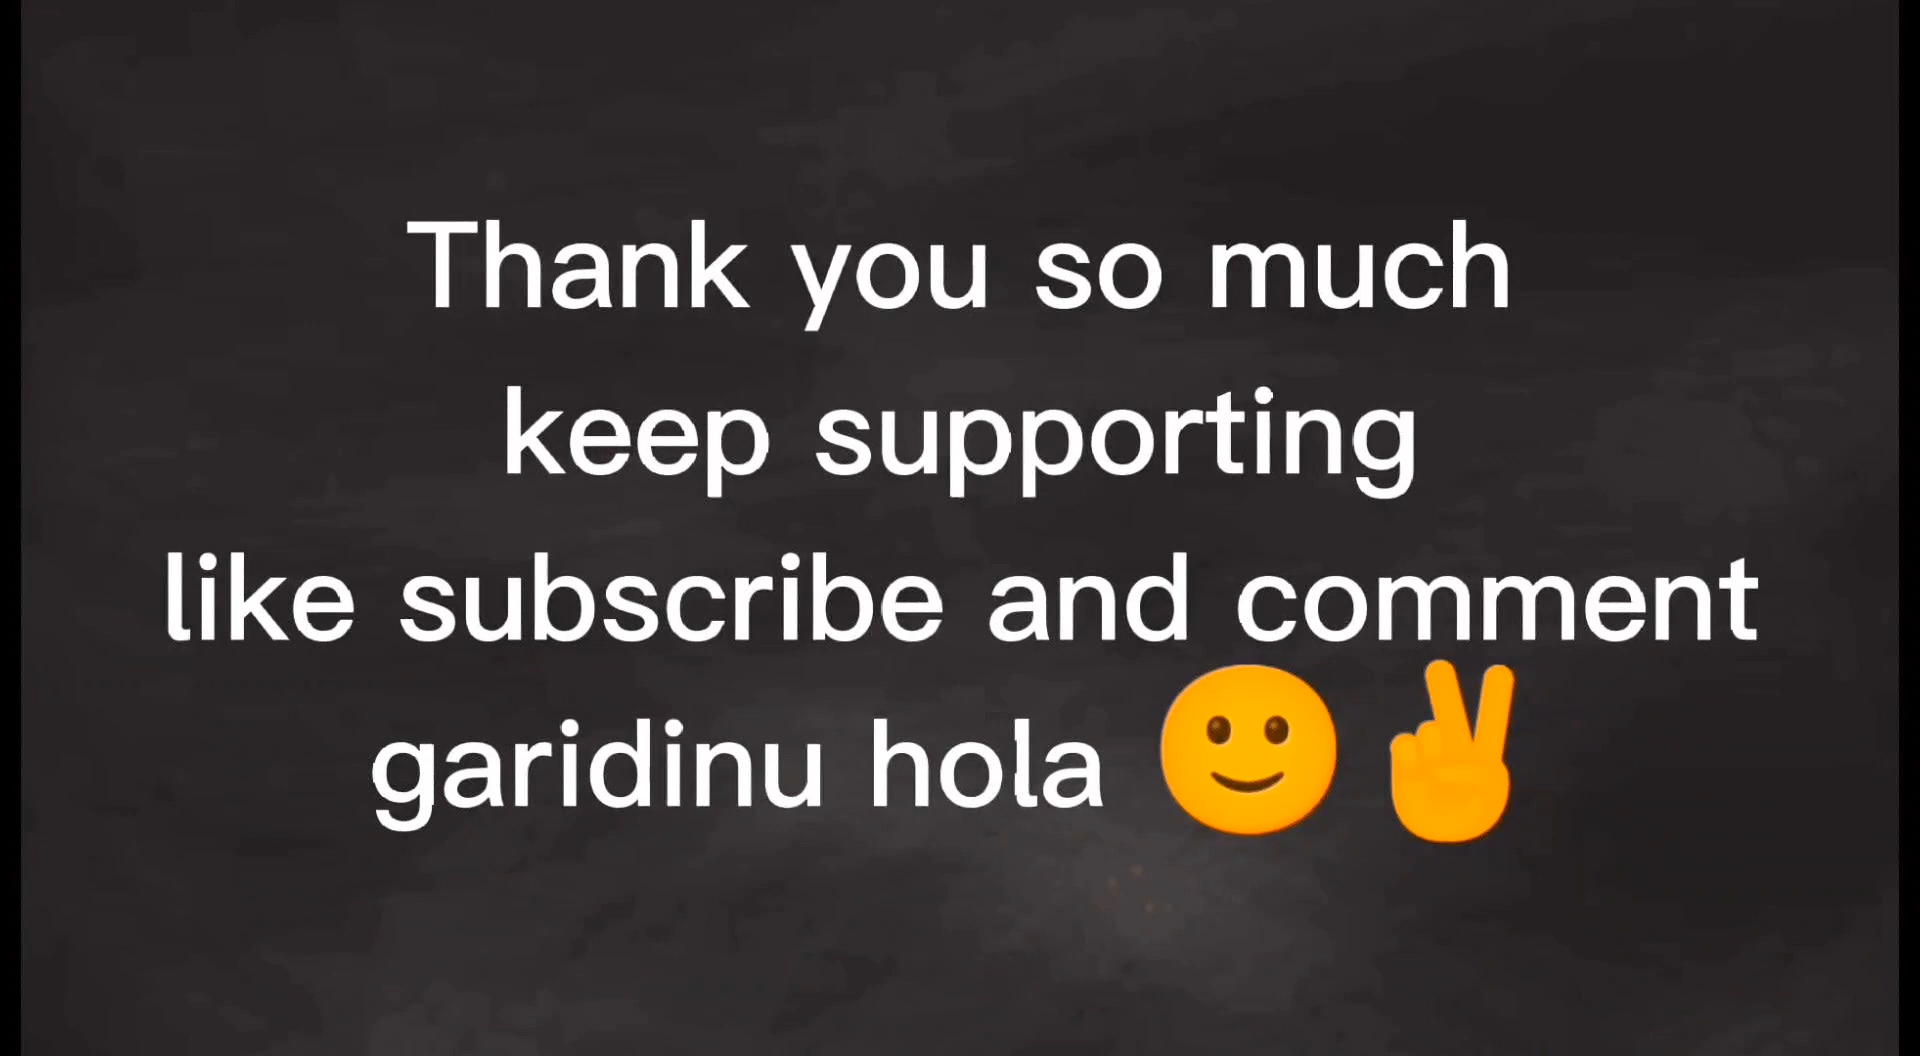 Thank you so much
keep supporting
like subscribe and comment
garidinu hola 🙂✌